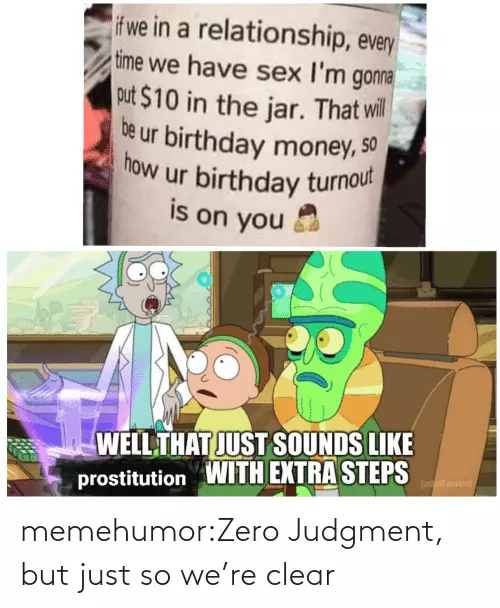 if we in a relationship, every
time we have sex I'm gonna
put $10 in the jar. That will
be ur birthday money, so
how ur birthday turnout
is on you
WELL THAT JUST SOUNDS LIKE
prostitution WITH EXTRA STEPS
[adult swim]
memehumor:Zero Judgment,
but just so we’re clear